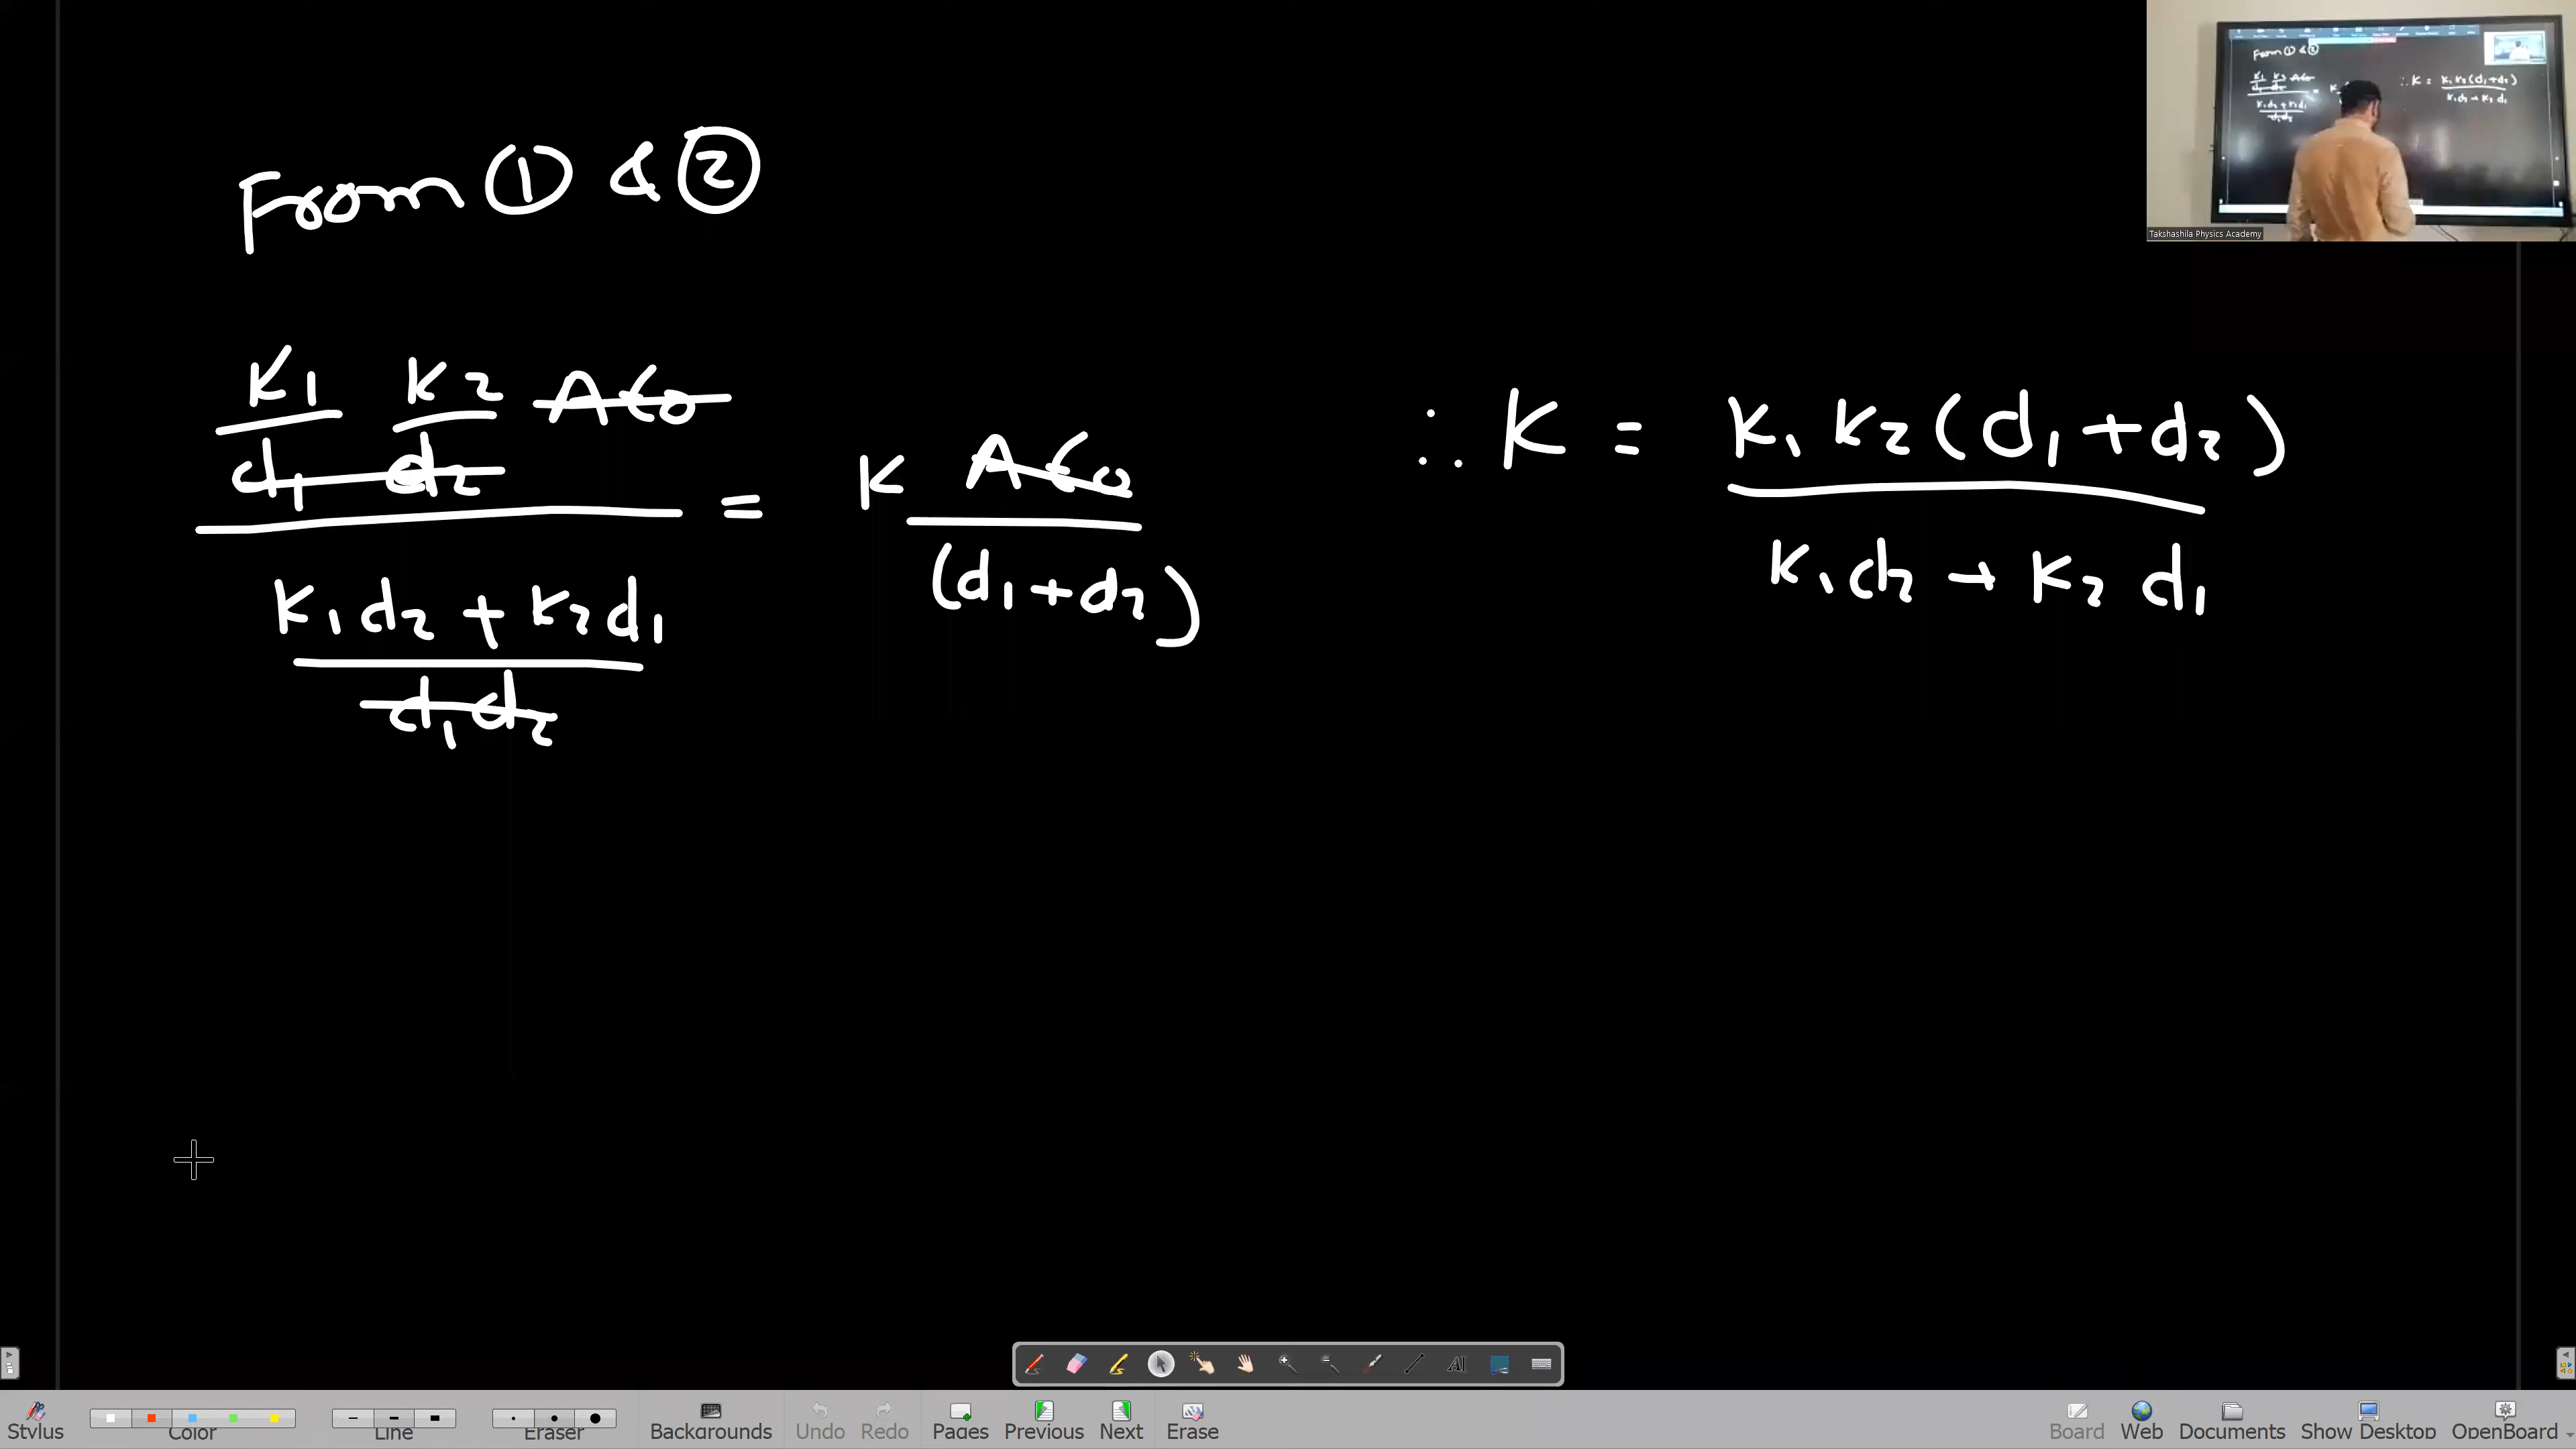 From ① & ②
K1/d1 K2/d2 A∈0 / ((K1d2 + K2d1)/(d1d2)) = K A∈0/(d1+d2)
∴ K = K1 K2 (d1+d2) / (K1d2 + K2 d1)
Takshashila Physics Academy
Stylus Color Line Eraser Backgrounds Undo Redo Pages Previous Next Erase Board Web Documents Show Desktop OpenBoard